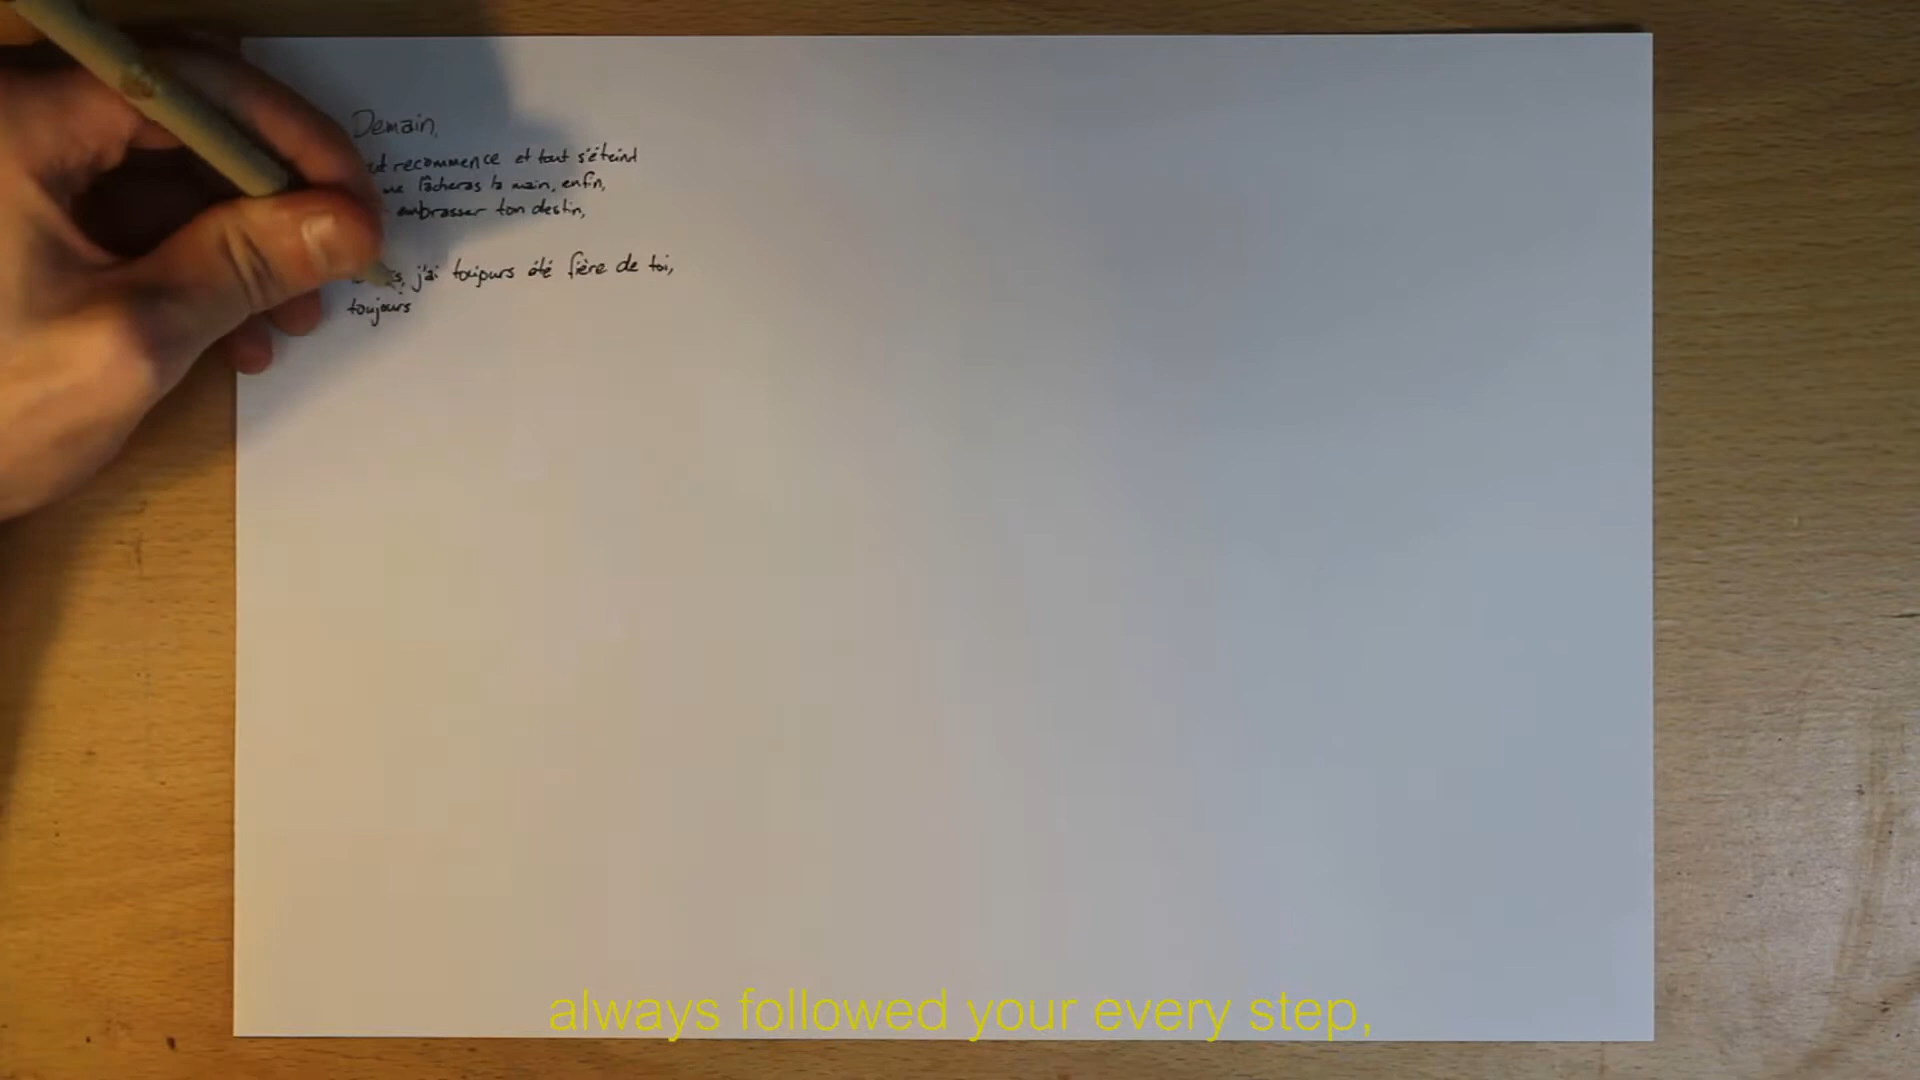 Demain,
recommence et tout s'éteind
me lâcheras la main, enfin,
embrasser ton destin,
j'ai toujours été fière de toi,
toujours
always followed your every step,